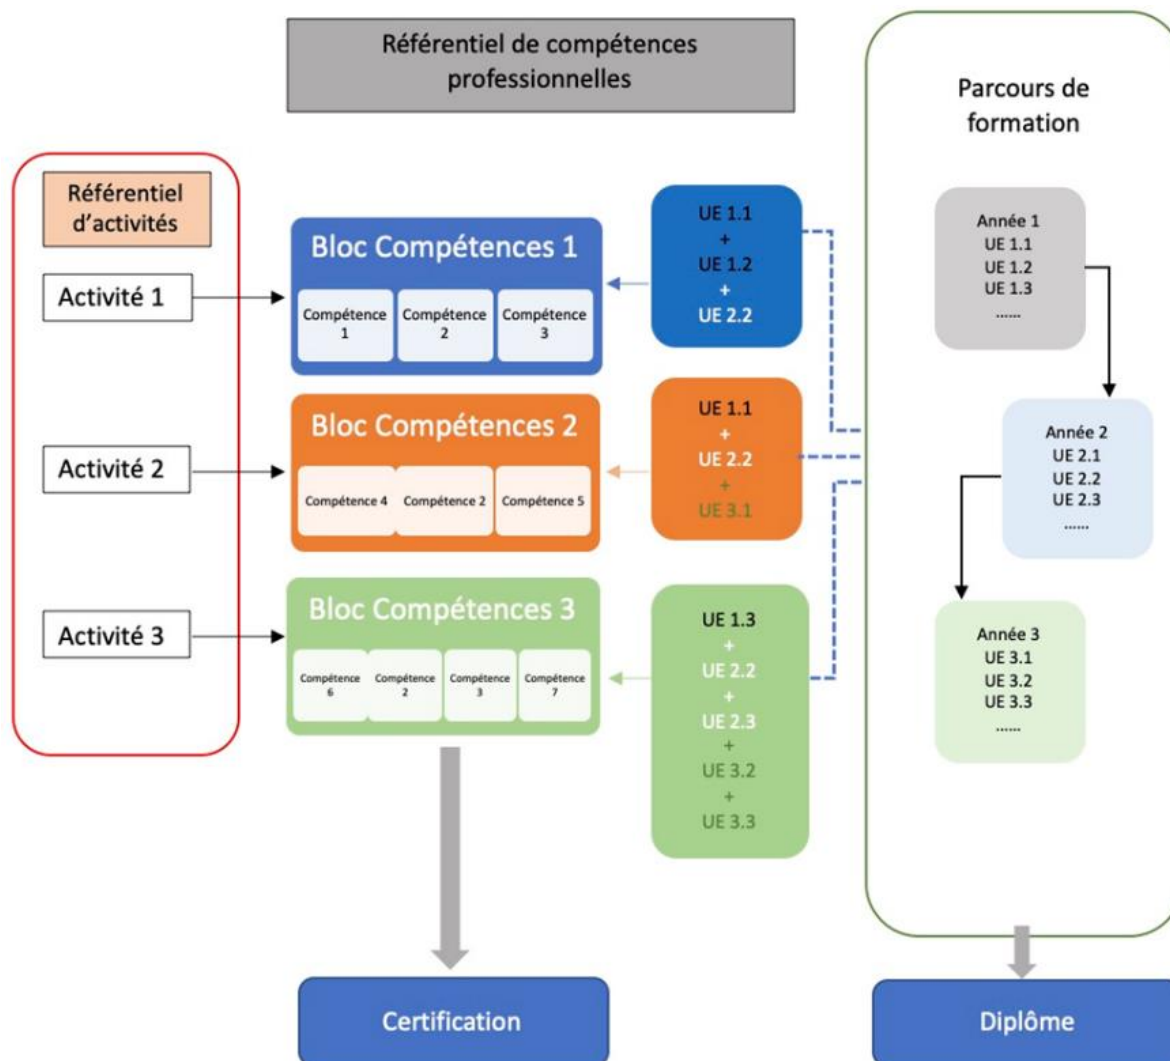 Référentiel de compétences
professionnelles
Parcours de
formation
Référentiel
d’activités
Activité 1
Activité 2
Activité 3
Bloc Compétences 1
Compétence
1
Compétence
2
Compétence
3
Bloc Compétences 2
Compétence 4
Compétence 2
Compétence 5
Bloc Compétences 3
Compétence
6
Compétence
2
Compétence
3
Compétence
7
UE 1.1
+
UE 1.2
+
UE 2.2
UE 1.1
+
UE 2.2
+
UE 3.1
UE 1.3
+
UE 2.2
+
UE 2.3
+
UE 3.2
+
UE 3.3
Année 1
UE 1.1
UE 1.2
UE 1.3
......
Année 2
UE 2.1
UE 2.2
UE 2.3
......
Année 3
UE 3.1
UE 3.2
UE 3.3
......
Certification
Diplôme